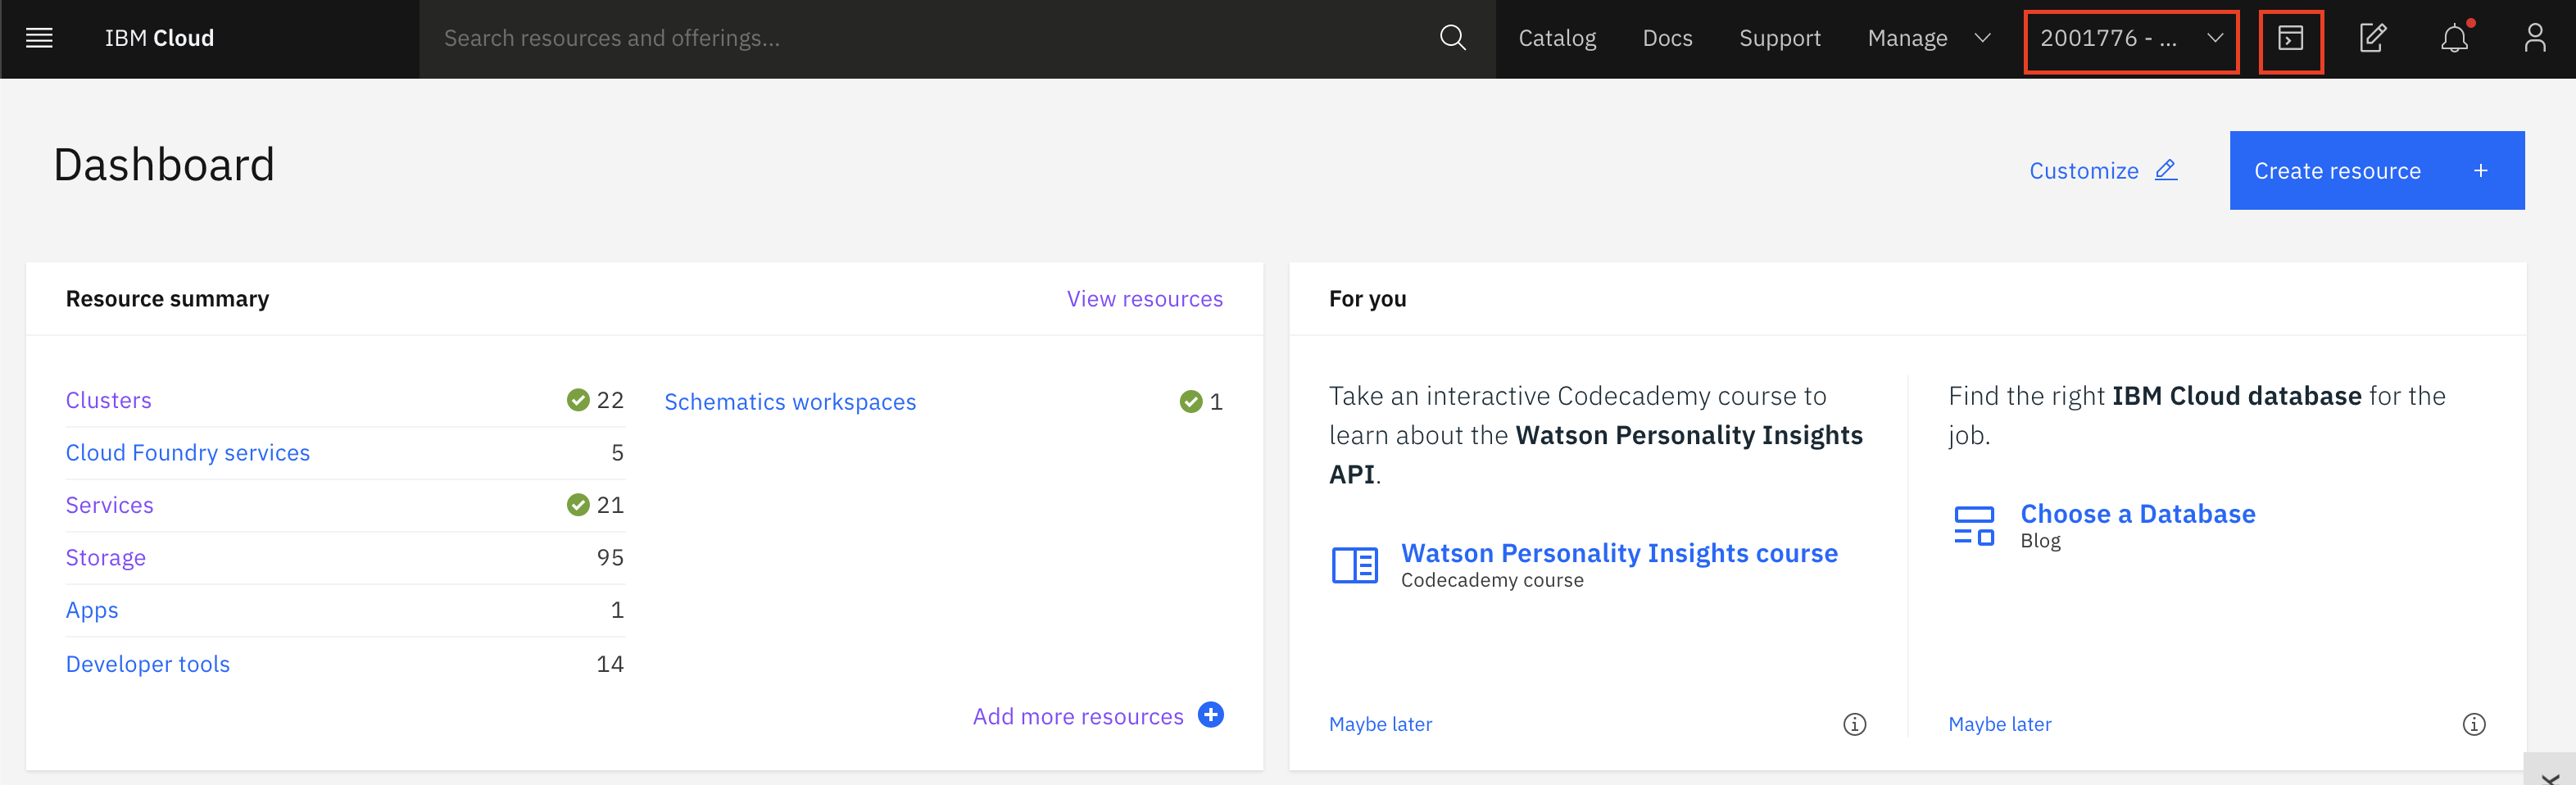 IBM Cloud
Search resources and offerings...
Catalog
Docs
Support
Manage
2001776 - ...
Dashboard
Customize
Create resource +
Resource summary
View resources
Clusters 22
Cloud Foundry services 5
Services 21
Storage 95
Apps 1
Developer tools 14
Schematics workspaces 1
Add more resources
For you
Take an interactive Codecademy course to
learn about the Watson Personality Insights
API.
Watson Personality Insights course
Codecademy course
Maybe later
Find the right IBM Cloud database for the
job.
Choose a Database
Blog
Maybe later